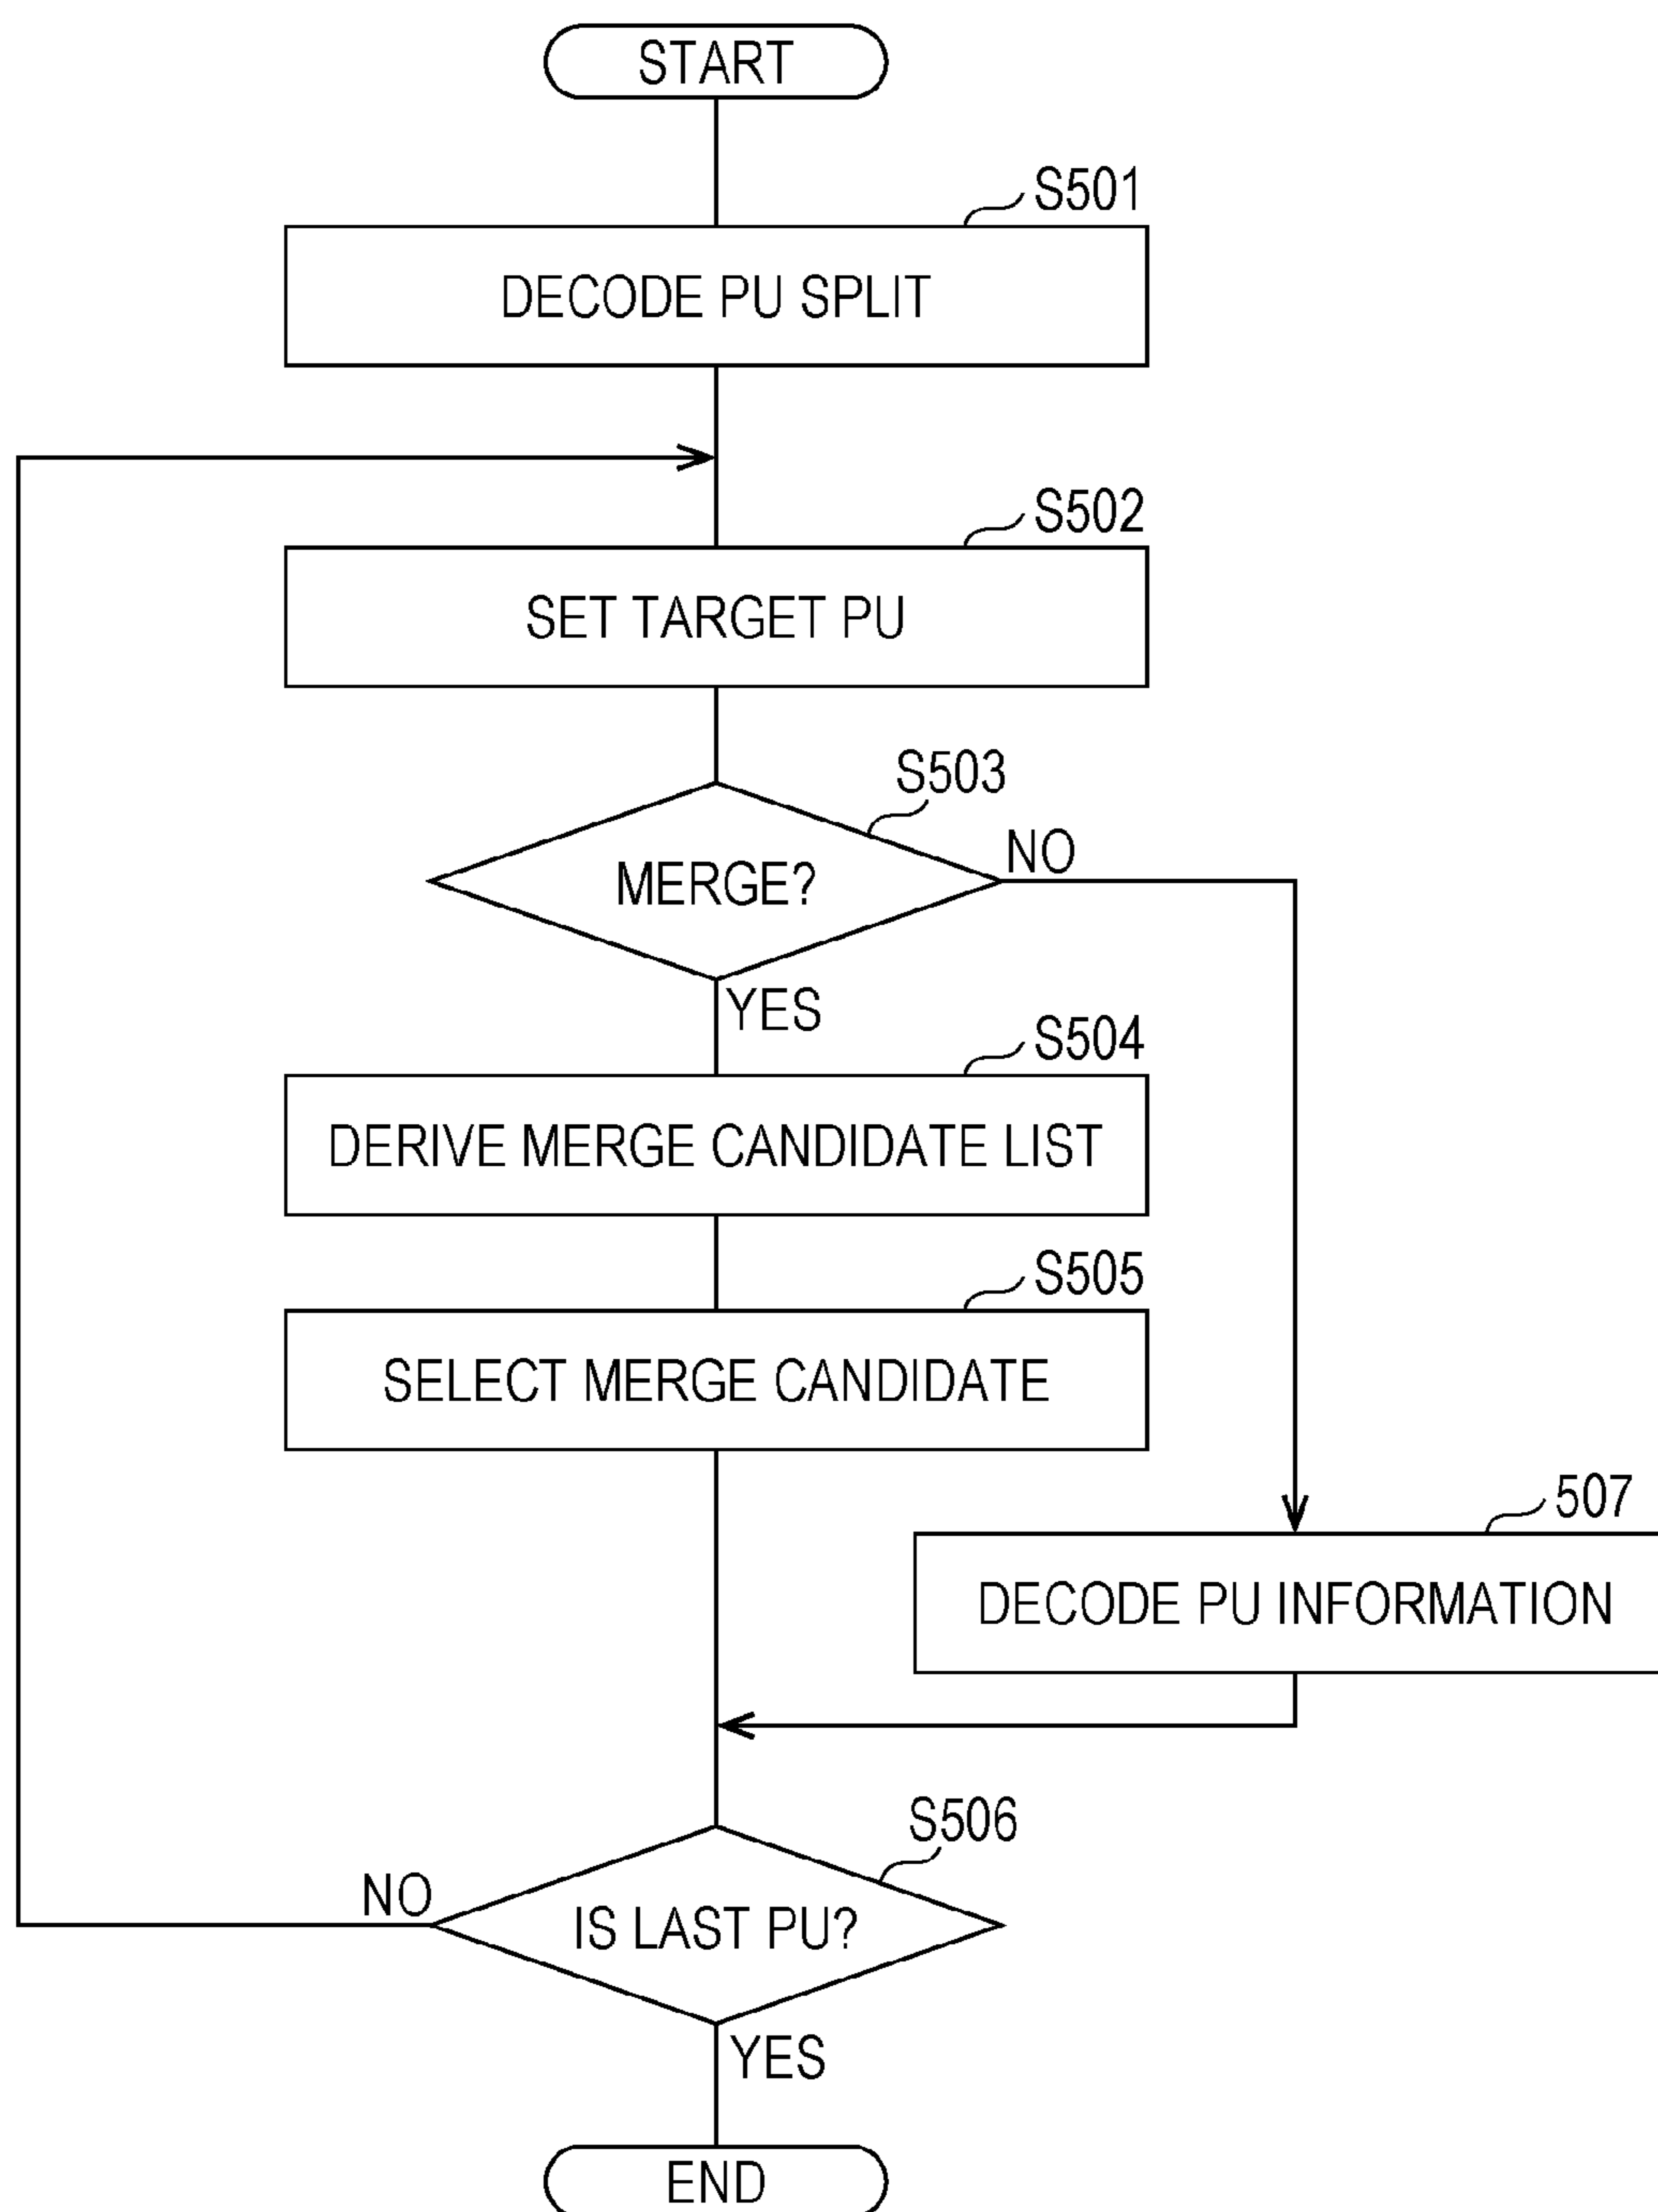 START
S501
DECODE PU SPLIT
S502
SET TARGET PU
S503
MERGE?
NO
YES
S504
DERIVE MERGE CANDIDATE LIST
S505
SELECT MERGE CANDIDATE
507
DECODE PU INFORMATION
S506
IS LAST PU?
NO
YES
END